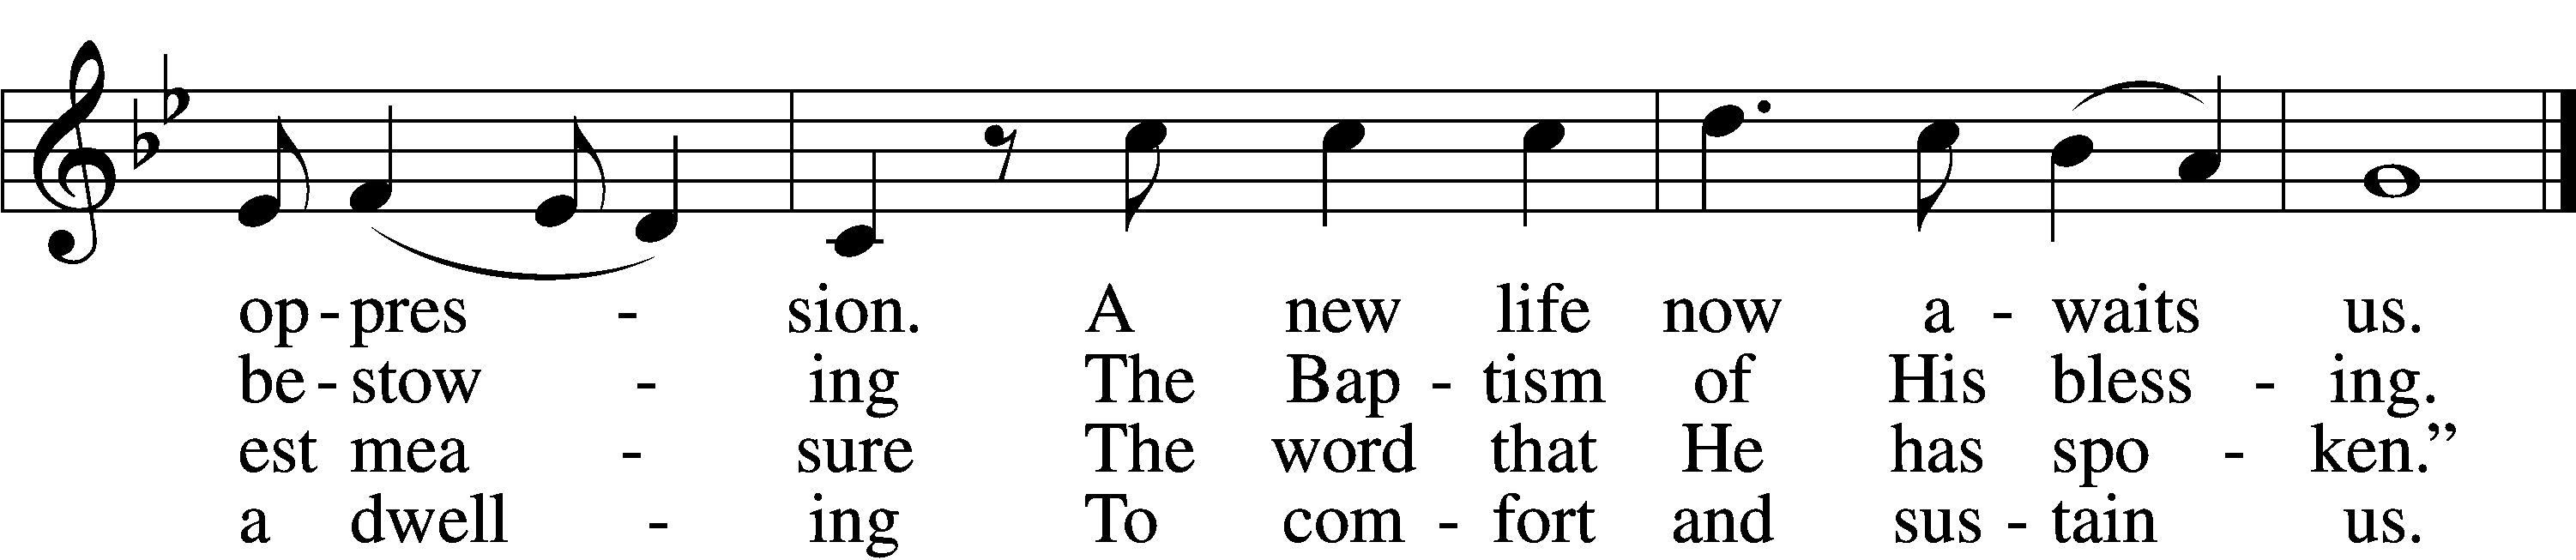 op - pres - sion. A new life now a - waits us.
be - stow - ing The Bap - tism of His bless - ing.
est mea - sure The word that He has spo - ken.”
a dwell - ing To com - fort and sus - tain us.